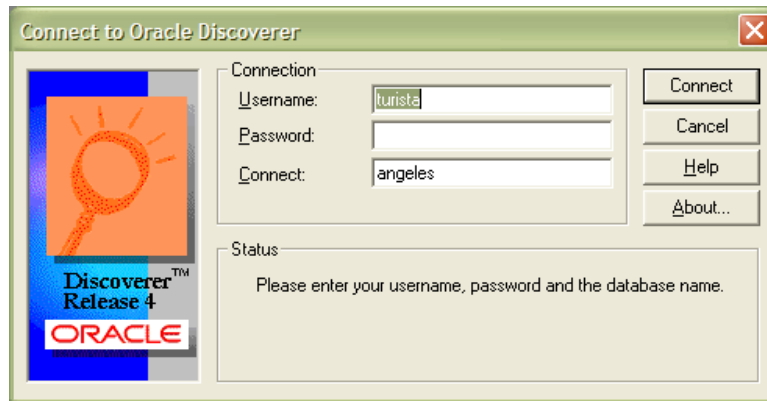 Connect to Oracle Discoverer
Connection
Username: turista
Password:
Connect: angeles
Connect
Cancel
Help
About...
Discoverer™
Release 4
ORACLE
Status
Please enter your username, password and the database name.